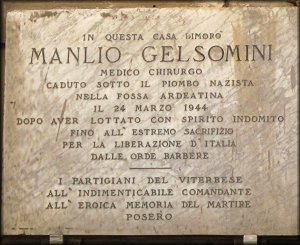 IN QUESTA CASA DIMORÒ
MANLIO GELSOMINI
MEDICO CHIRURGO
CADUTO SOTTO IL PIOMBO NAZISTA
NELLA FOSSA ARDEATINA
IL 24 MARZO 1944
DOPO AVER LOTTATO CON SPIRITO INDOMITO
FINO ALL'ESTREMO SACRIFIZIO
PER LA LIBERAZIONE D'ITALIA
DALLE ORDE BARBERE
I PARTIGIANI DEL VITERBESE
ALL'INDIMENTICABILE COMANDANTE
ALL'EROICA MEMORIA DEL MARTIRE
POSERO